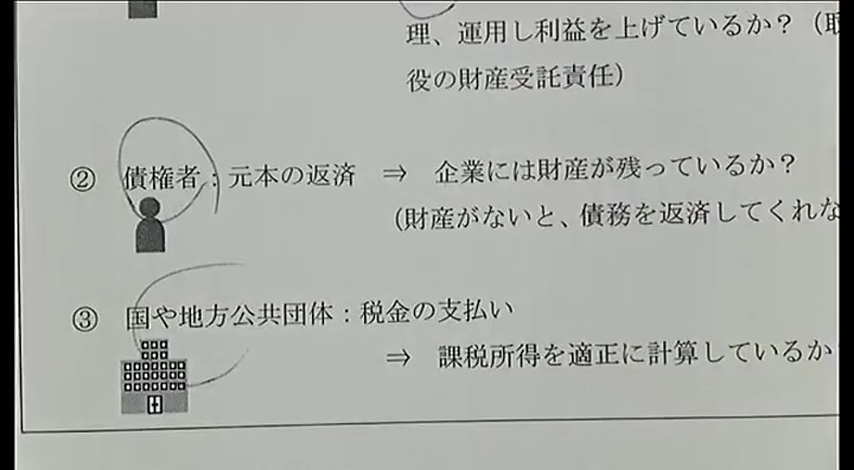 理、運用し利益を上げているか？（取
役の財産受託責任）
② 債権者：元本の返済 ⇒ 企業には財産が残っているか？
（財産がないと、債務を返済してくれな
③ 国や地方公共団体：税金の支払い
⇒ 課税所得を適正に計算しているか